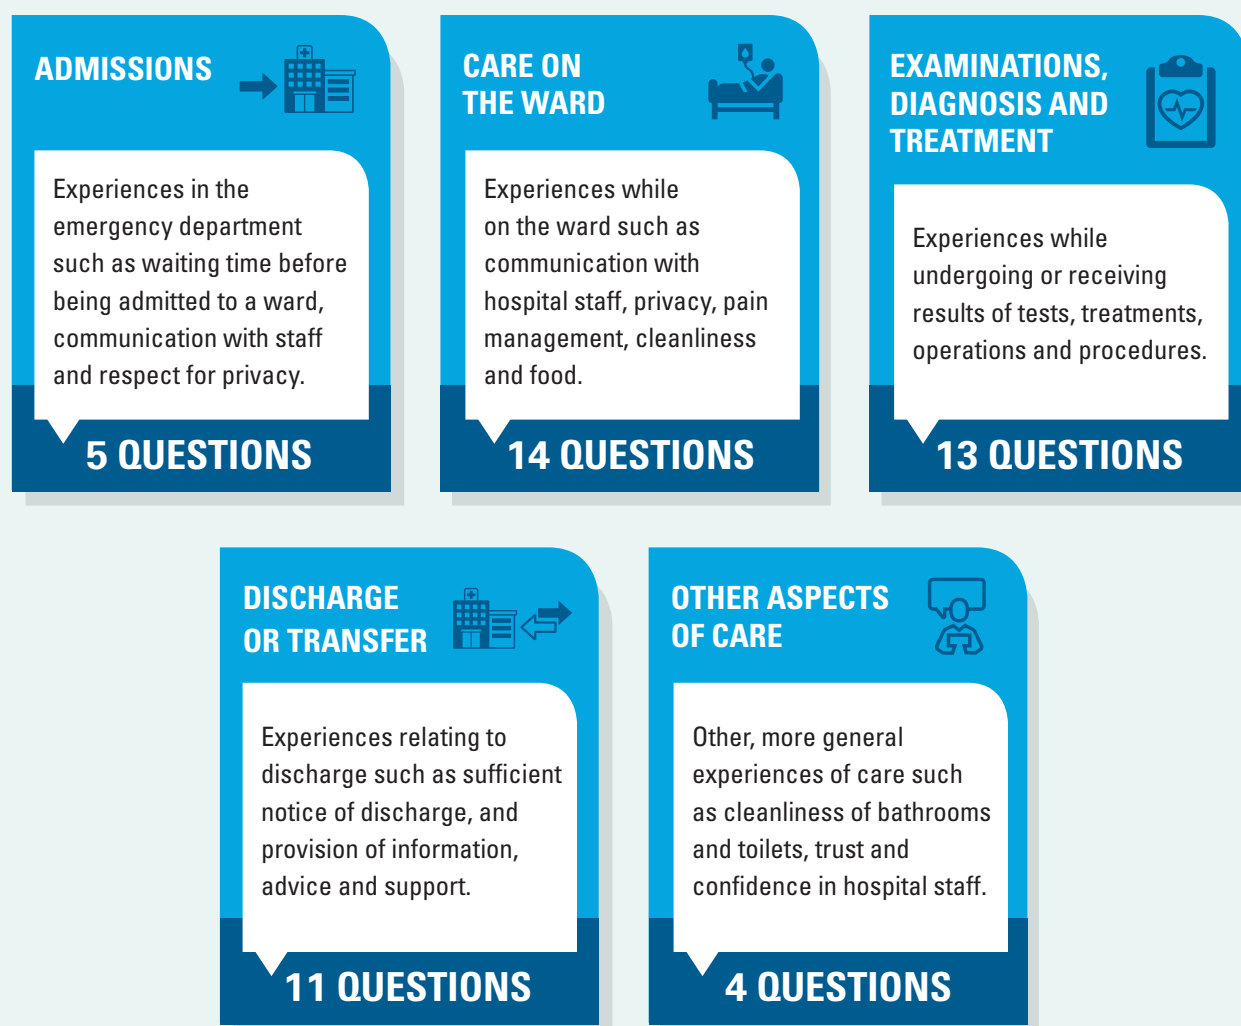 ADMISSIONS
Experiences in the
emergency department
such as waiting time before
being admitted to a ward,
communication with staff
and respect for privacy.
5 QUESTIONS
CARE ON
THE WARD
Experiences while
on the ward such as
communication with
hospital staff, privacy, pain
management, cleanliness
and food.
14 QUESTIONS
EXAMINATIONS,
DIAGNOSIS AND
TREATMENT
Experiences while
undergoing or receiving
results of tests, treatments,
operations and procedures.
13 QUESTIONS
DISCHARGE
OR TRANSFER
Experiences relating to
discharge such as sufficient
notice of discharge, and
provision of information,
advice and support.
11 QUESTIONS
OTHER ASPECTS
OF CARE
Other, more general
experiences of care such
as cleanliness of bathrooms
and toilets, trust and
confidence in hospital staff.
4 QUESTIONS